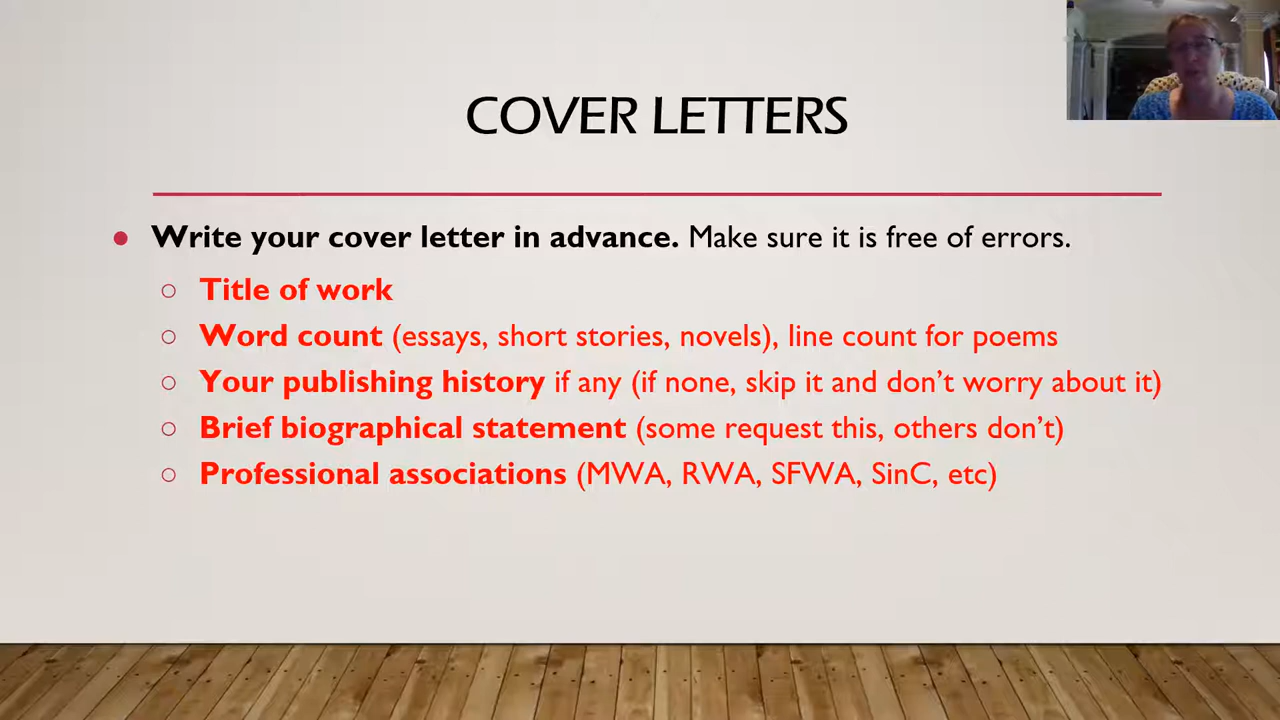 COVER LETTERS
● Write your cover letter in advance. Make sure it is free of errors.
○ Title of work
○ Word count (essays, short stories, novels), line count for poems
○ Your publishing history if any (if none, skip it and don’t worry about it)
○ Brief biographical statement (some request this, others don’t)
○ Professional associations (MWA, RWA, SFWA, SinC, etc)